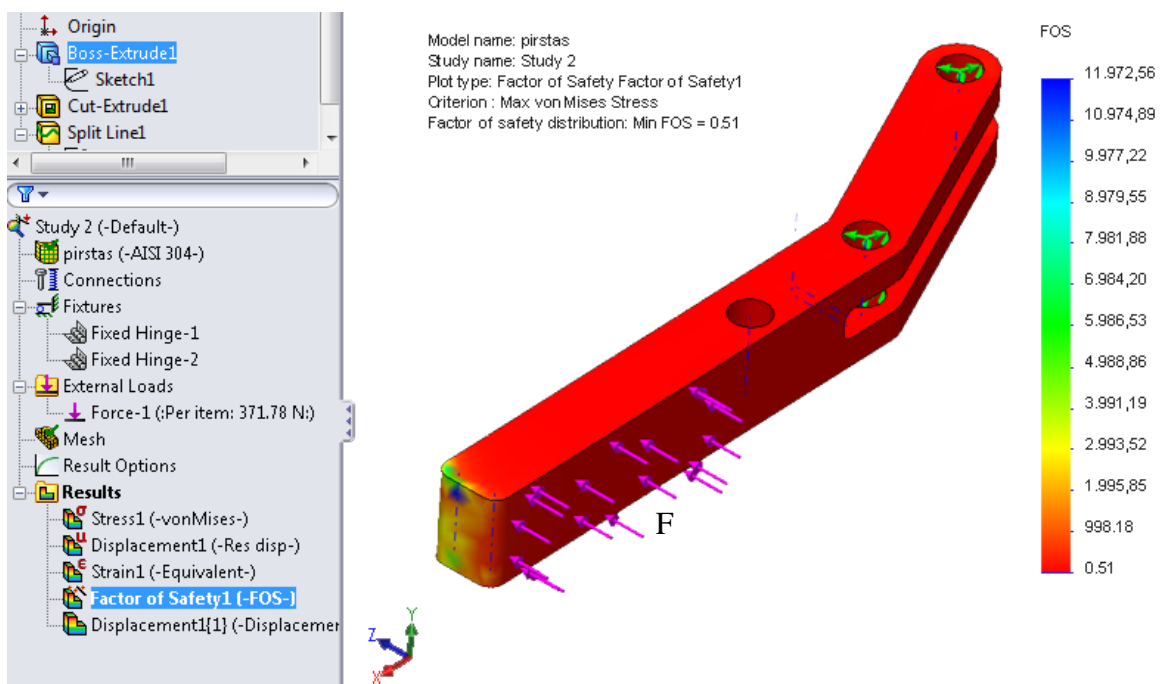 Origin
Boss-Extrude1
Sketch1
Cut-Extrude1
Split Line1
Study 2 (-Default-)
pirstas (-AISI 304-)
Connections
Fixtures
Fixed Hinge-1
Fixed Hinge-2
External Loads
Force-1 (:Per item: 371.78 N:)
Mesh
Result Options
Results
Stress1 (-vonMises-)
Displacement1 (-Res disp-)
Strain1 (-Equivalent-)
Factor of Safety1 (-FOS-)
Displacement1{1} (-Displacemer
Model name: pirstas
Study name: Study 2
Plot type: Factor of Safety Factor of Safety1
Criterion : Max von Mises Stress
Factor of safety distribution: Min FOS = 0.51
F
Y
Z
X
FOS
11.972,56
10.974,89
9.977,22
8.979,55
7.981,88
6.984,20
5.986,53
4.988,86
3.991,19
2.993,52
1.995,85
998.18
0.51